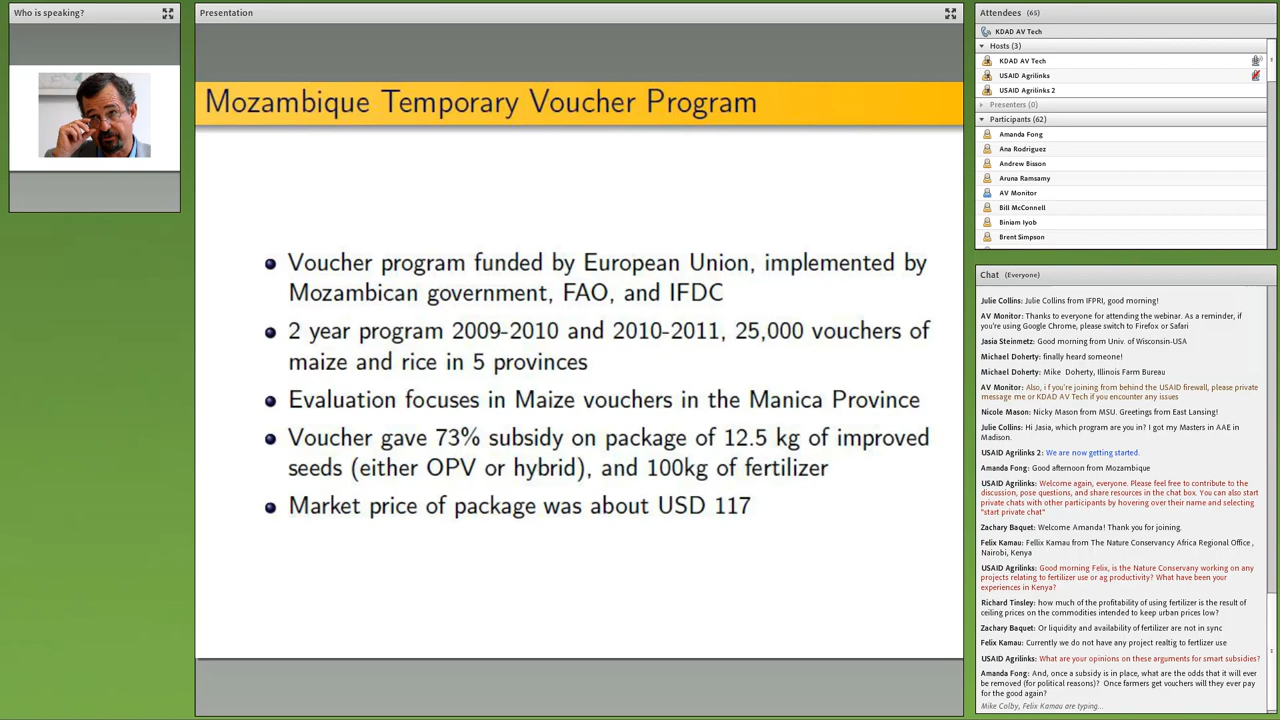 Who is speaking?
Presentation
Mozambique Temporary Voucher Program
Voucher program funded by European Union, implemented by
Mozambican government, FAO, and IFDC
2 year program 2009-2010 and 2010-2011, 25,000 vouchers of
maize and rice in 5 provinces
Evaluation focuses in Maize vouchers in the Manica Province
Voucher gave 73% subsidy on package of 12.5 kg of improved
seeds (either OPV or hybrid), and 100kg of fertilizer
Market price of package was about USD 117
Attendees (65)
KDAD AV Tech
Hosts (3)
KDAD AV Tech
USAID Agrilinks
USAID Agrilinks 2
Presenters (0)
Participants (62)
Amanda Fong
Ana Rodriguez
Andrew Bisson
Aruna Ramsamy
AV Monitor
Bill McConnell
Biniam Iyob
Brent Simpson
Chat (Everyone)
Julie Collins: Julie Collins from IFPRI, good morning!
AV Monitor: Thanks to everyone for attending the webinar. As a reminder, if
you're using Google Chrome, please switch to Firefox or Safari
Jasia Steinmetz: Good morning from Univ. of Wisconsin-USA
Michael Doherty: finally heard someone!
Michael Doherty: Mike Doherty, Illinois Farm Bureau
AV Monitor: Also, i f you're joining from behind the USAID firewall, please private
message me or KDAD AV Tech if you encounter any issues
Nicole Mason: Nicky Mason from MSU. Greetings from East Lansing!
Julie Collins: Hi Jasia, which program are you in? I got my Masters in AAE in
Madison.
USAID Agrilinks 2: We are now getting started.
Amanda Fong: Good afternoon from Mozambique
USAID Agrilinks: Welcome again, everyone. Please feel free to contribute to the
discussion, pose questions, and share resources in the chat box. You can also start
private chats with other participants by hovering over their name and selecting
"start private chat"
Zachary Baquet: Welcome Amanda! Thank you for joining.
Felix Kamau: Fellix Kamau from The Nature Conservancy Africa Regional Office ,
Nairobi, Kenya
USAID Agrilinks: Good morning Felix, is the Nature Conservany working on any
projects relating to fertilizer use or ag productivity? What have been your
experiences in Kenya?
Richard Tinsley: how much of the profitability of using fertilizer is the result of
ceiling prices on the commodities intended to keep urban prices low?
Zachary Baquet: Or liquidity and availability of fertilizer are not in sync
Felix Kamau: Currently we do not have any project realtig to fertlizer use
USAID Agrilinks: What are your opinions on these arguments for smart subsidies?
Amanda Fong: And, once a subsidy is in place, what are the odds that it will ever
be removed (for political reasons)? Once farmers get vouchers will they ever pay
for the good again?
Mike Colby, Felix Kamau are typing...